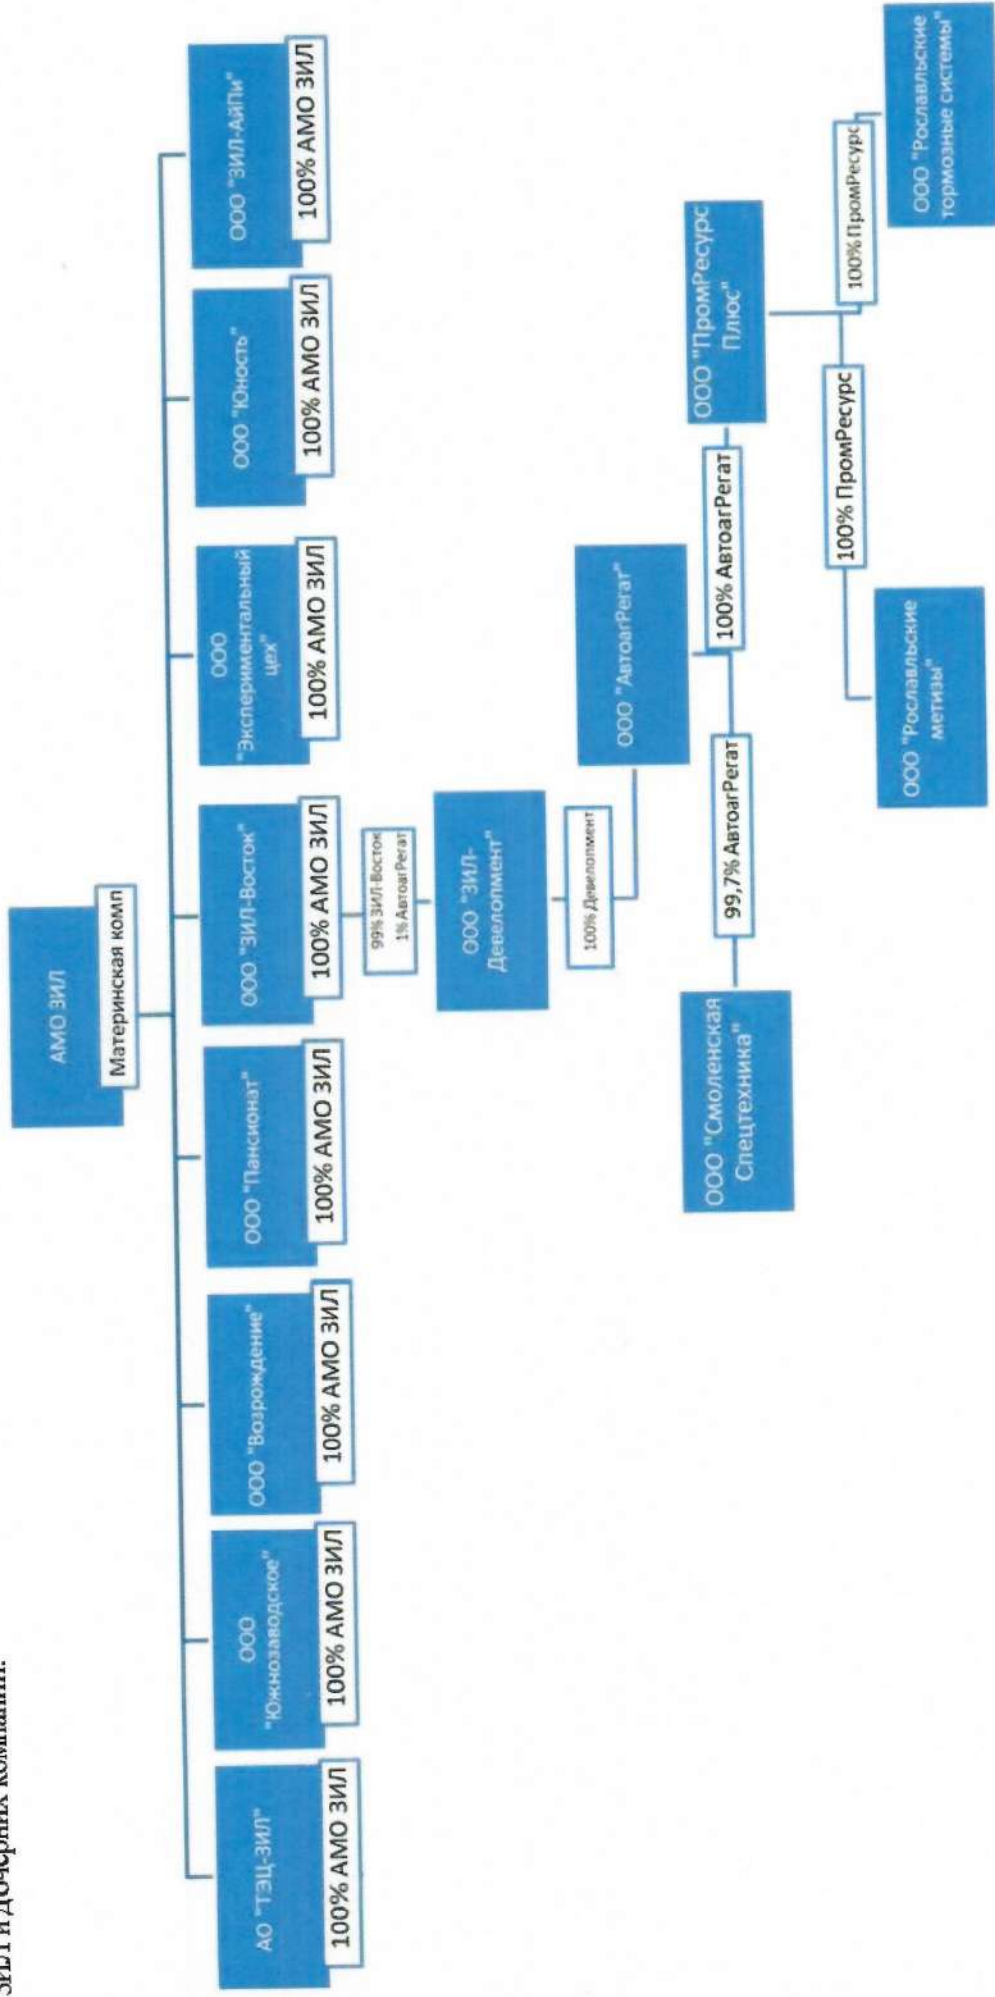 ЗИЛ и дочерних компаний.
АМО ЗИЛ
Материнская комп
АО "ТЭЦ-ЗИЛ"
100% АМО ЗИЛ
ООО
"Южнозаводское"
100% АМО ЗИЛ
ООО "Возрождение"
100% АМО ЗИЛ
ООО "Пансионат"
100% АМО ЗИЛ
ООО "ЗИЛ-Восток"
100% АМО ЗИЛ
ООО
"Экспериментальный
цех"
100% АМО ЗИЛ
ООО "Юность"
100% АМО ЗИЛ
ООО "ЗИЛ-АйПи"
100% АМО ЗИЛ
99% ЗИЛ-Восток
1% АвтоагРегат
ООО "ЗИЛ-
Девелопмент"
100% Девелопмент
ООО "АвтоагРегат"
99,7% АвтоагРегат
100% АвтоагРегат
ООО "Смоленская
Спецтехника"
ООО "ПромРесурс
Плюс"
100% ПромРесурс
100% ПромРесурс
ООО "Рославльские
метизы"
ООО "Рославльские
тормозные системы"